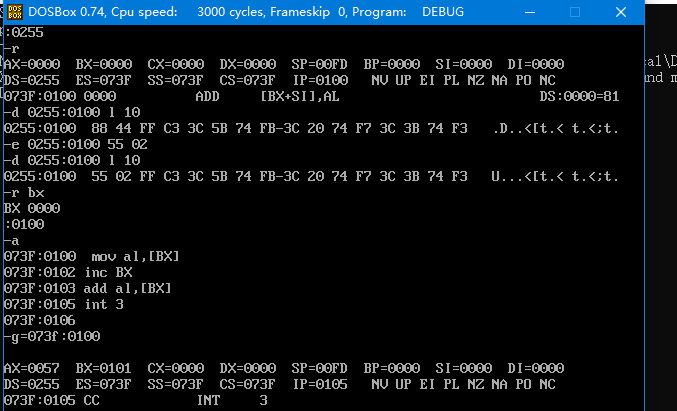 DOSBox 0.74, Cpu speed: 3000 cycles, Frameskip 0, Program: DEBUG
:0255
-r
AX=0000 BX=0000 CX=0000 DX=0000 SP=00FD BP=0000 SI=0000 DI=0000
DS=0255 ES=073F SS=073F CS=073F IP=0100 NV UP EI PL NZ NA PO NC
073F:0100 0000 ADD [BX+SI],AL DS:0000=81
-d 0255:0100 l 10
0255:0100 88 44 FF C3 3C 5B 74 FB-3C 20 74 F7 3C 3B 74 F3 .D..<[t.< t.<;t.
-e 0255:0100 55 02
-d 0255:0100 l 10
0255:0100 55 02 FF C3 3C 5B 74 FB-3C 20 74 F7 3C 3B 74 F3 U...<[t.< t.<;t.
-r bx
BX 0000
:0100
-a
073F:0100 mov al,[BX]
073F:0102 inc BX
073F:0103 add al,[BX]
073F:0105 int 3
073F:0106
-g=073f:0100
AX=0057 BX=0101 CX=0000 DX=0000 SP=00FD BP=0000 SI=0000 DI=0000
DS=0255 ES=073F SS=073F CS=073F IP=0105 NV UP EI PL NZ NA PO NC
073F:0105 CC INT 3